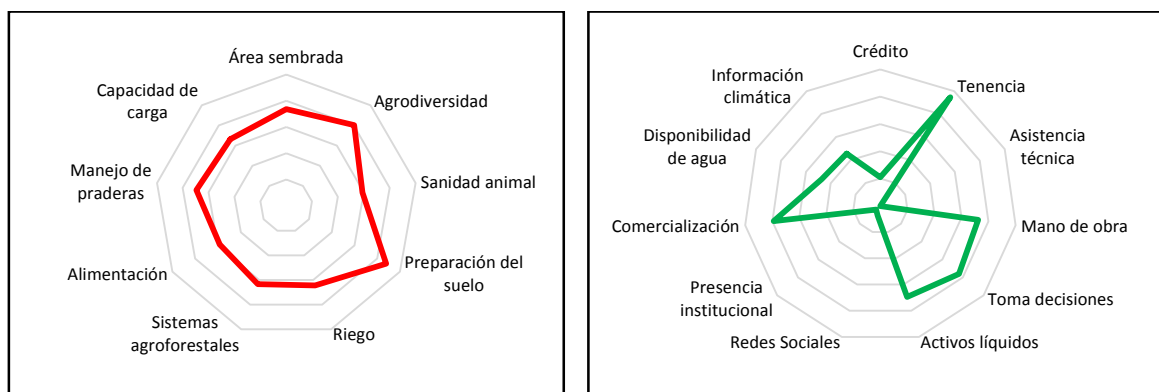 Área sembrada
Agrodiversidad
Sanidad animal
Preparación del
suelo
Riego
Sistemas
agroforestales
Alimentación
Manejo de
praderas
Capacidad de
carga
Crédito
Tenencia
Asistencia
técnica
Mano de obra
Toma decisiones
Activos líquidos
Redes Sociales
Presencia
institucional
Comercialización
Disponibilidad
de agua
Información
climática